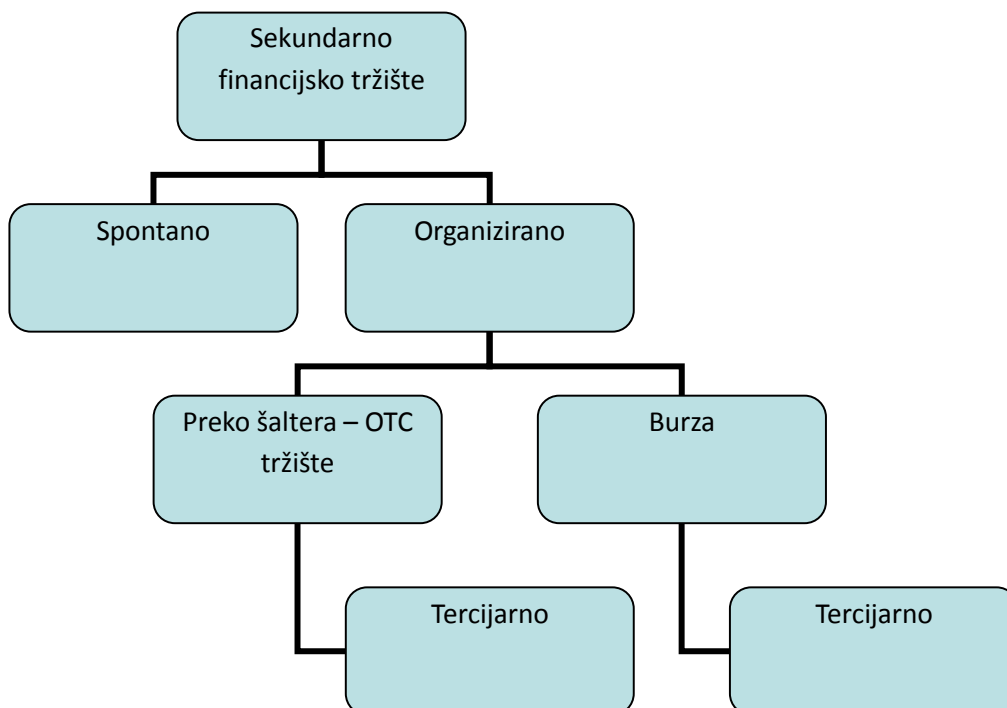 Sekundarno
financijsko tržište
Spontano
Organizirano
Preko šaltera – OTC
tržište
Burza
Tercijarno
Tercijarno